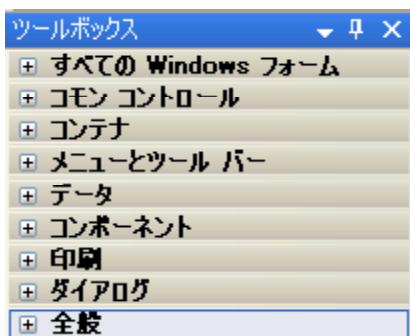 ツールボックス
すべての Windows フォーム
コモン コントロール
コンテナ
メニューとツール バー
データ
コンポーネント
印刷
ダイアログ
全般